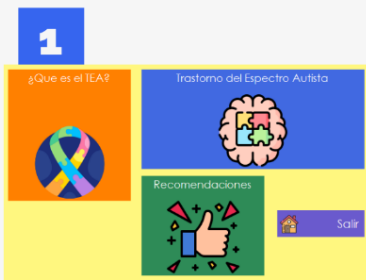 1
¿Que es el TEA?
Trastorno del Espectro Autista
Recomendaciones
Salir